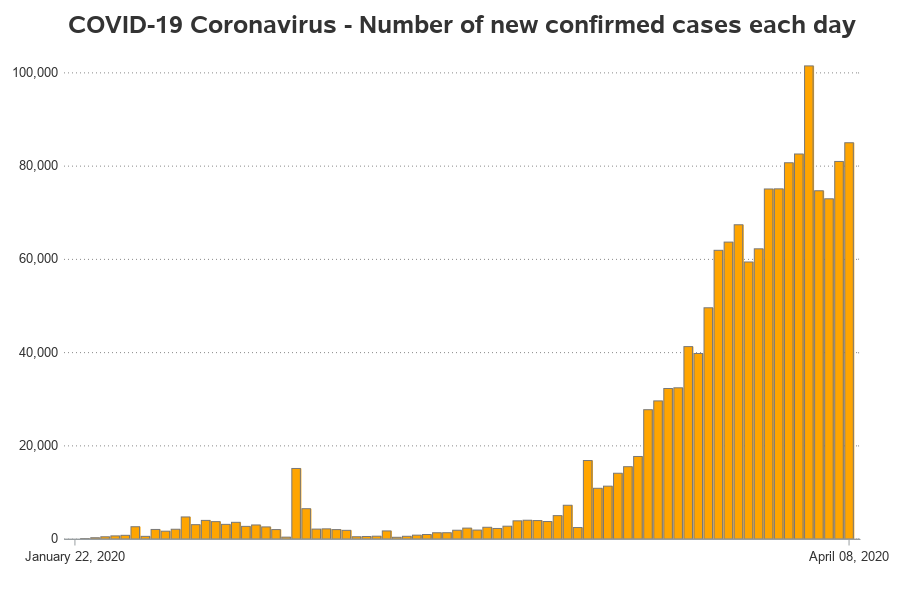 COVID-19 Coronavirus - Number of new confirmed cases each day
100,000
80,000
60,000
40,000
20,000
0
January 22, 2020
April 08, 2020